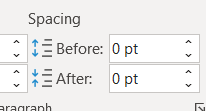 Spacing
Before: 0 pt
After: 0 pt
aragraph